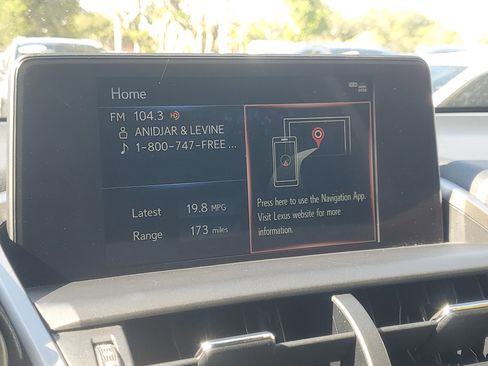 Home
FM 104.3
ANIDJAR & LEVINE
1-800-747-FREE ...
Latest 19.8 MPG
Range 173 miles
Press here to use the Navigation App.
Visit Lexus website for more
information.